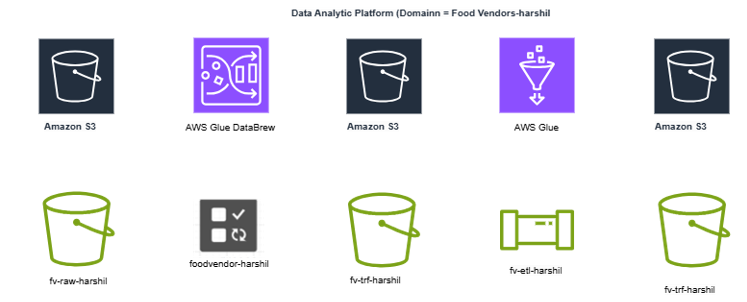 Data Analytic Platform (Domainn = Food Vendors-harshil
Amazon S3 AWS Glue DataBrew Amazon S3 AWS Glue Amazon S3
fv-raw-harshil foodvendor-harshil fv-trf-harshil fv-etl-harshil fv-trf-harshil